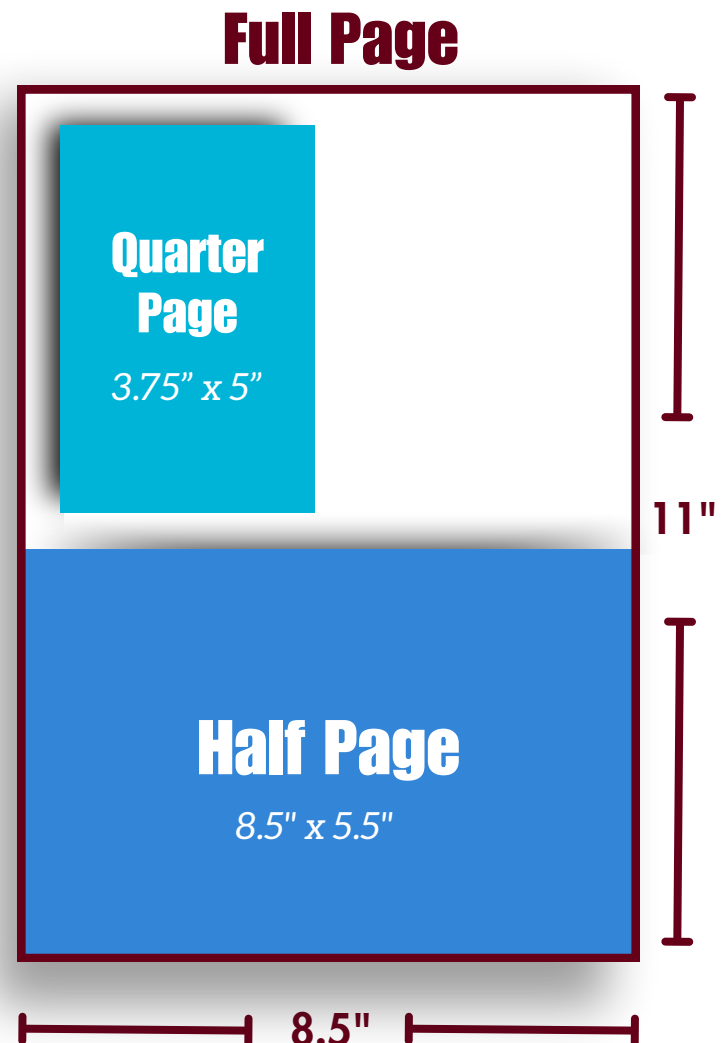 Full Page
Quarter
Page
3.75” x 5”
11"
Half Page
8.5" x 5.5"
8.5"